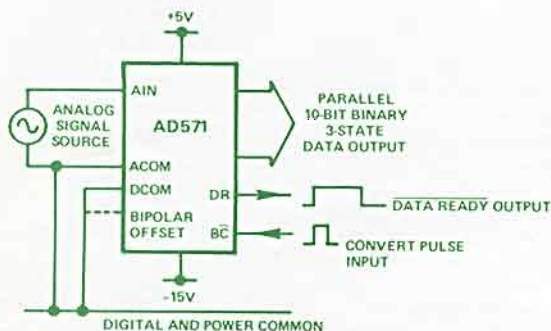 +5V
AIN
ANALOG
SIGNAL
SOURCE
AD571
PARALLEL
10-BIT BINARY
3-STATE
DATA OUTPUT
ACOM
DCOM
BIPOLAR
OFFSET
DR
DATA READY OUTPUT
B̅C̅
CONVERT PULSE
INPUT
-15V
DIGITAL AND POWER COMMON